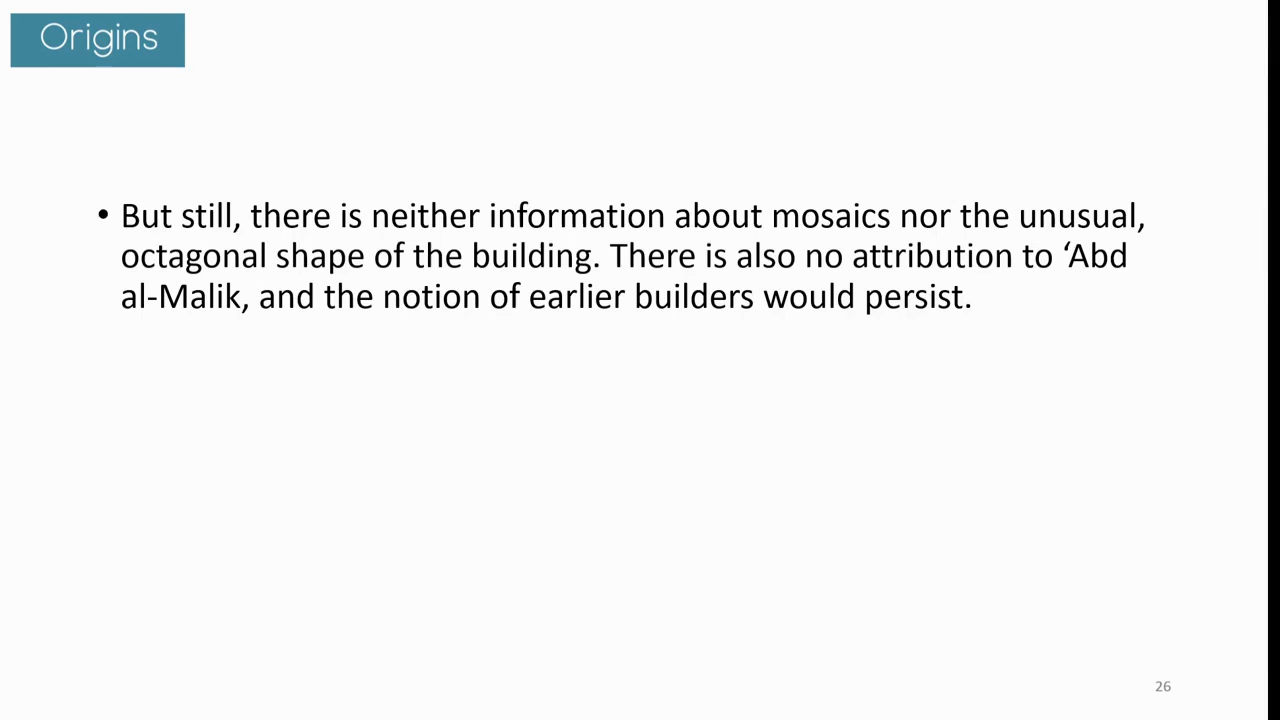 Origins
• But still, there is neither information about mosaics nor the unusual,
octagonal shape of the building. There is also no attribution to ‘Abd
al-Malik, and the notion of earlier builders would persist.
26